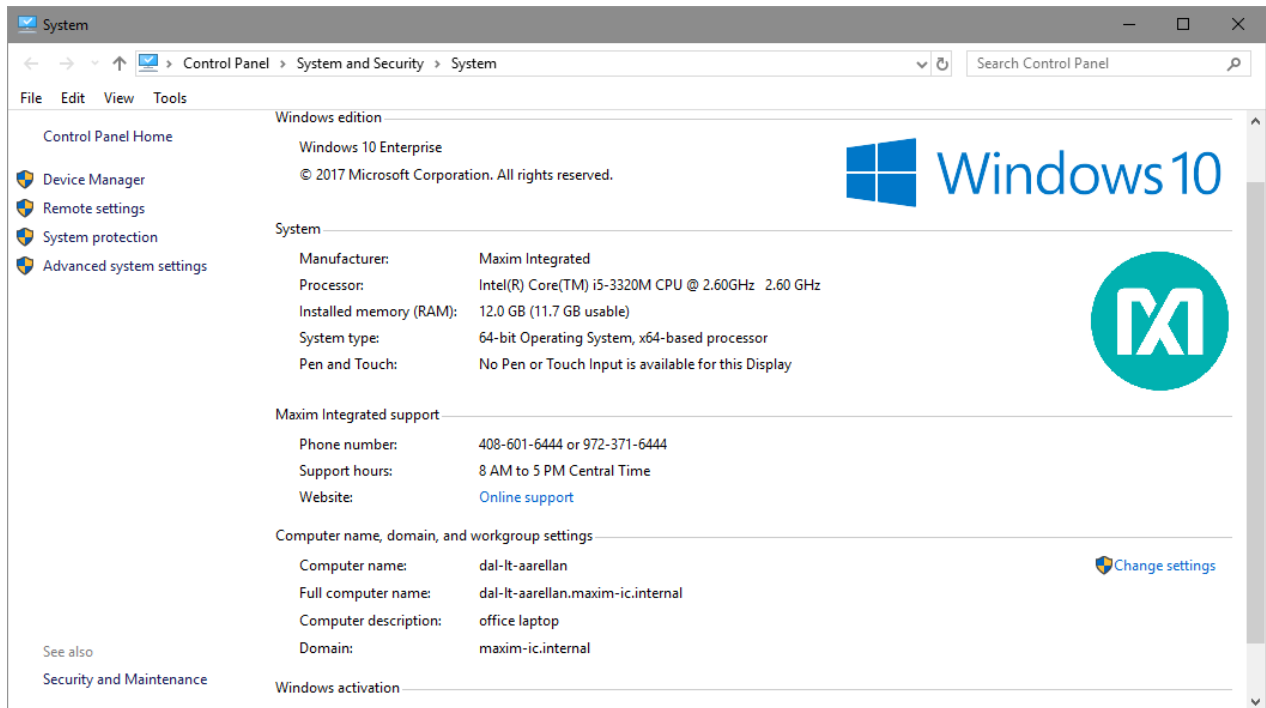 System
Control Panel › System and Security › System
Search Control Panel
File Edit View Tools
Control Panel Home
Device Manager
Remote settings
System protection
Advanced system settings
See also
Security and Maintenance
Windows edition
Windows 10 Enterprise
© 2017 Microsoft Corporation. All rights reserved.
Windows 10
System
Manufacturer: Maxim Integrated
Processor: Intel(R) Core(TM) i5-3320M CPU @ 2.60GHz 2.60 GHz
Installed memory (RAM): 12.0 GB (11.7 GB usable)
System type: 64-bit Operating System, x64-based processor
Pen and Touch: No Pen or Touch Input is available for this Display
Maxim Integrated support
Phone number: 408-601-6444 or 972-371-6444
Support hours: 8 AM to 5 PM Central Time
Website: Online support
Computer name, domain, and workgroup settings
Computer name: dal-lt-aarellan
Change settings
Full computer name: dal-lt-aarellan.maxim-ic.internal
Computer description: office laptop
Domain: maxim-ic.internal
Windows activation